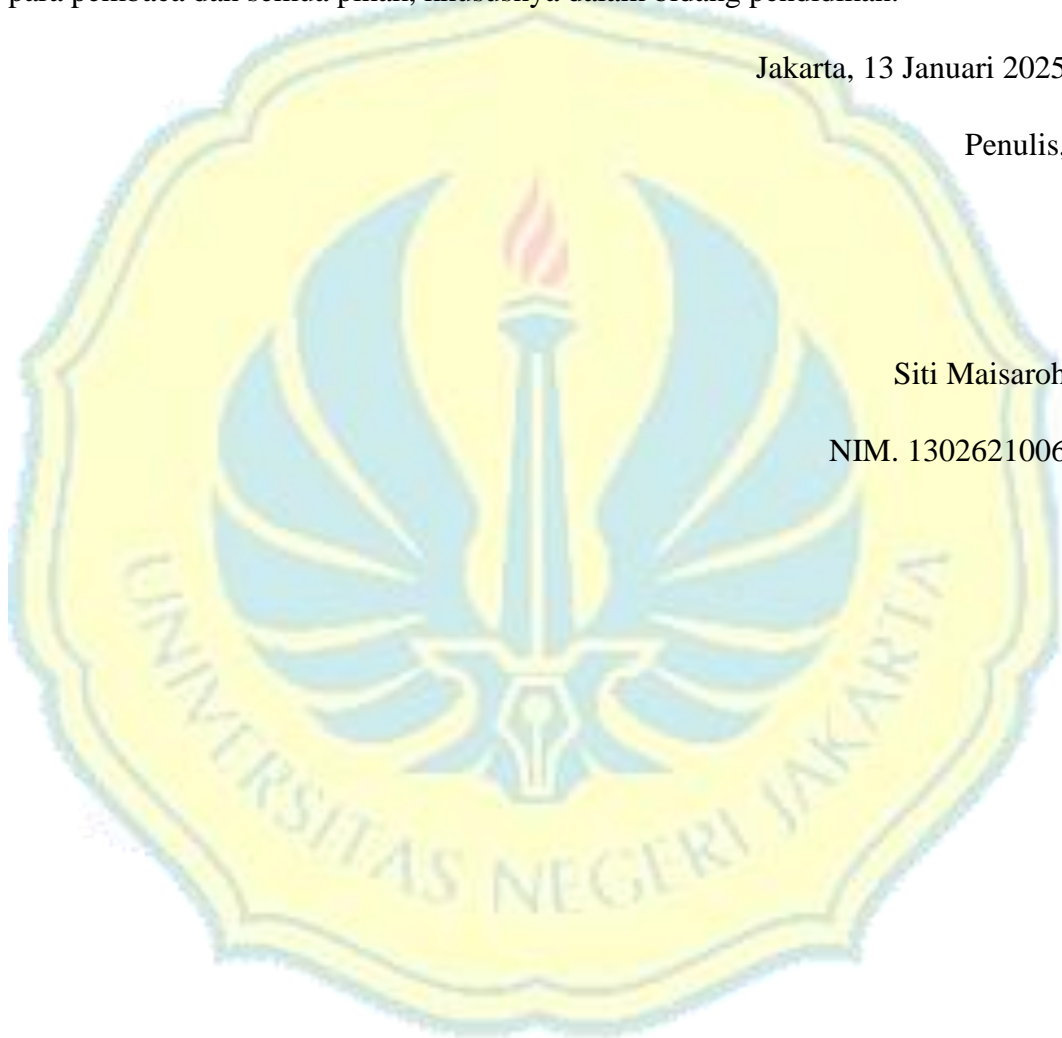 para pembaca dan semua pihak, khususnya dalam bidang pendidikan.
Jakarta, 13 Januari 2025
Penulis,
Siti Maisaroh
NIM. 1302621006
UNIVERSITAS NEGERI JAKARTA